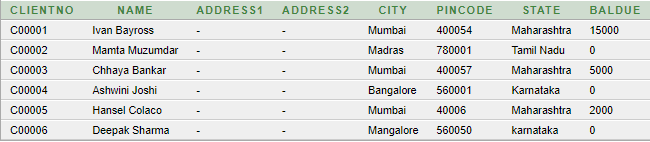 CLIENTNO NAME ADDRESS1 ADDRESS2 CITY PINCODE STATE BALDUE
C00001 Ivan Bayross - - Mumbai 400054 Maharashtra 15000
C00002 Mamta Muzumdar - - Madras 780001 Tamil Nadu 0
C00003 Chhaya Bankar - - Mumbai 400057 Maharashtra 5000
C00004 Ashwini Joshi - - Bangalore 560001 Karnataka 0
C00005 Hansel Colaco - - Mumbai 40006 Maharashtra 2000
C00006 Deepak Sharma - - Mangalore 560050 karnataka 0